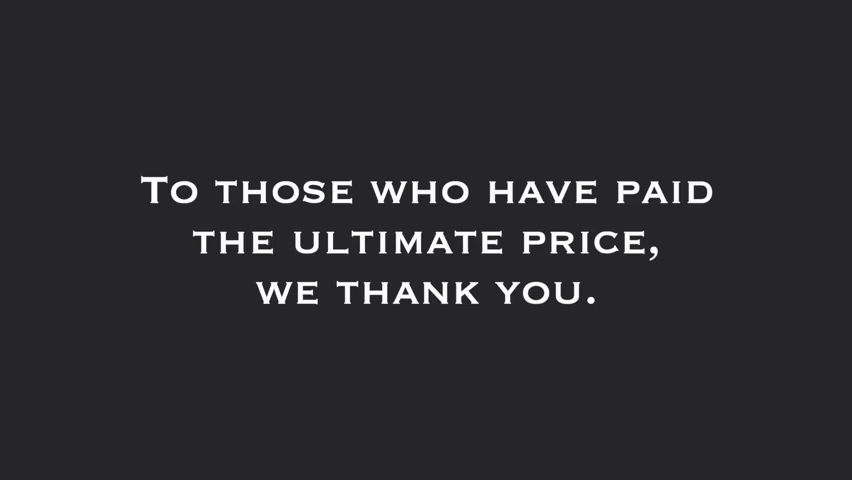 To those who have paid
the ultimate price,
we thank you.